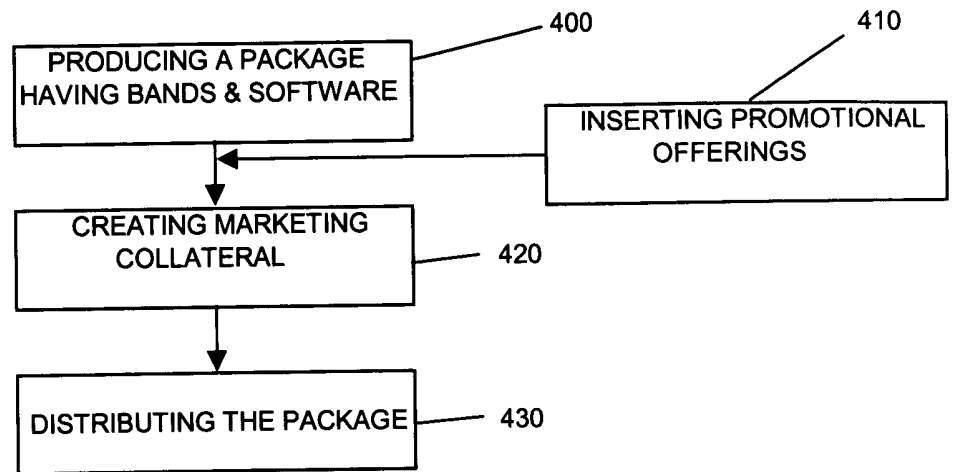 400
410
PRODUCING A PACKAGE
HAVING BANDS & SOFTWARE
INSERTING PROMOTIONAL
OFFERINGS
CREATING MARKETING
COLLATERAL
420
DISTRIBUTING THE PACKAGE
430